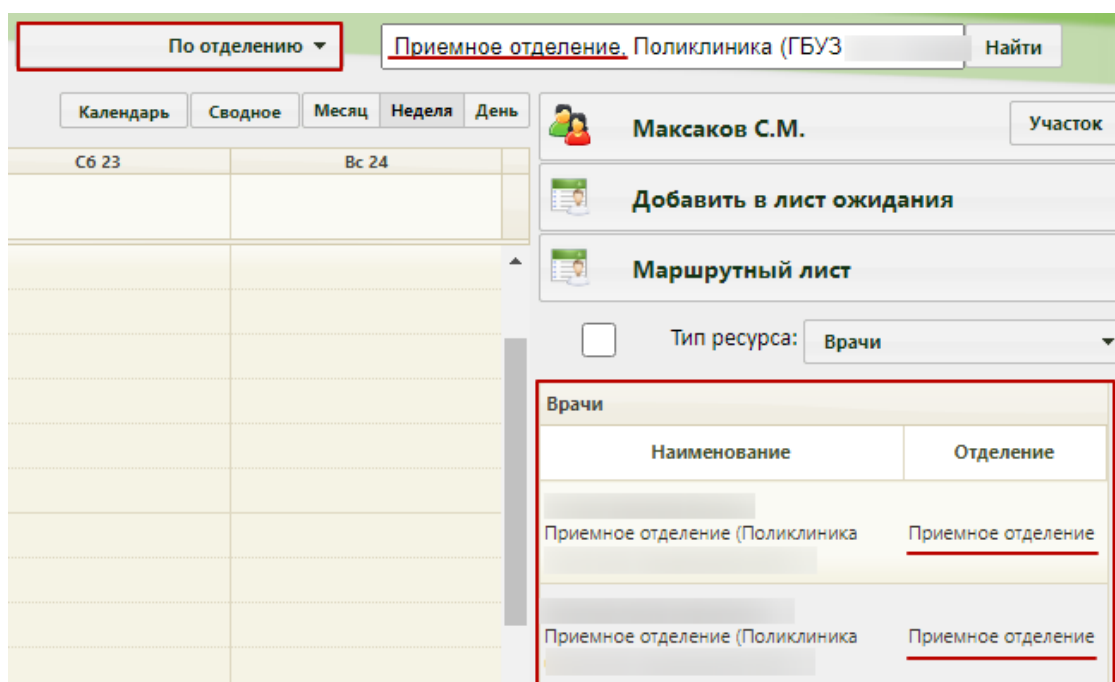 По отделению
Приемное отделение, Поликлиника (ГБУЗ
Найти
Календарь Сводное Месяц Неделя День
Сб 23 Вс 24
Максаков С.М. Участок
Добавить в лист ожидания
Маршрутный лист
Тип ресурса: Врачи
Врачи
Наименование Отделение
Приемное отделение (Поликлиника Приемное отделение
Приемное отделение (Поликлиника Приемное отделение